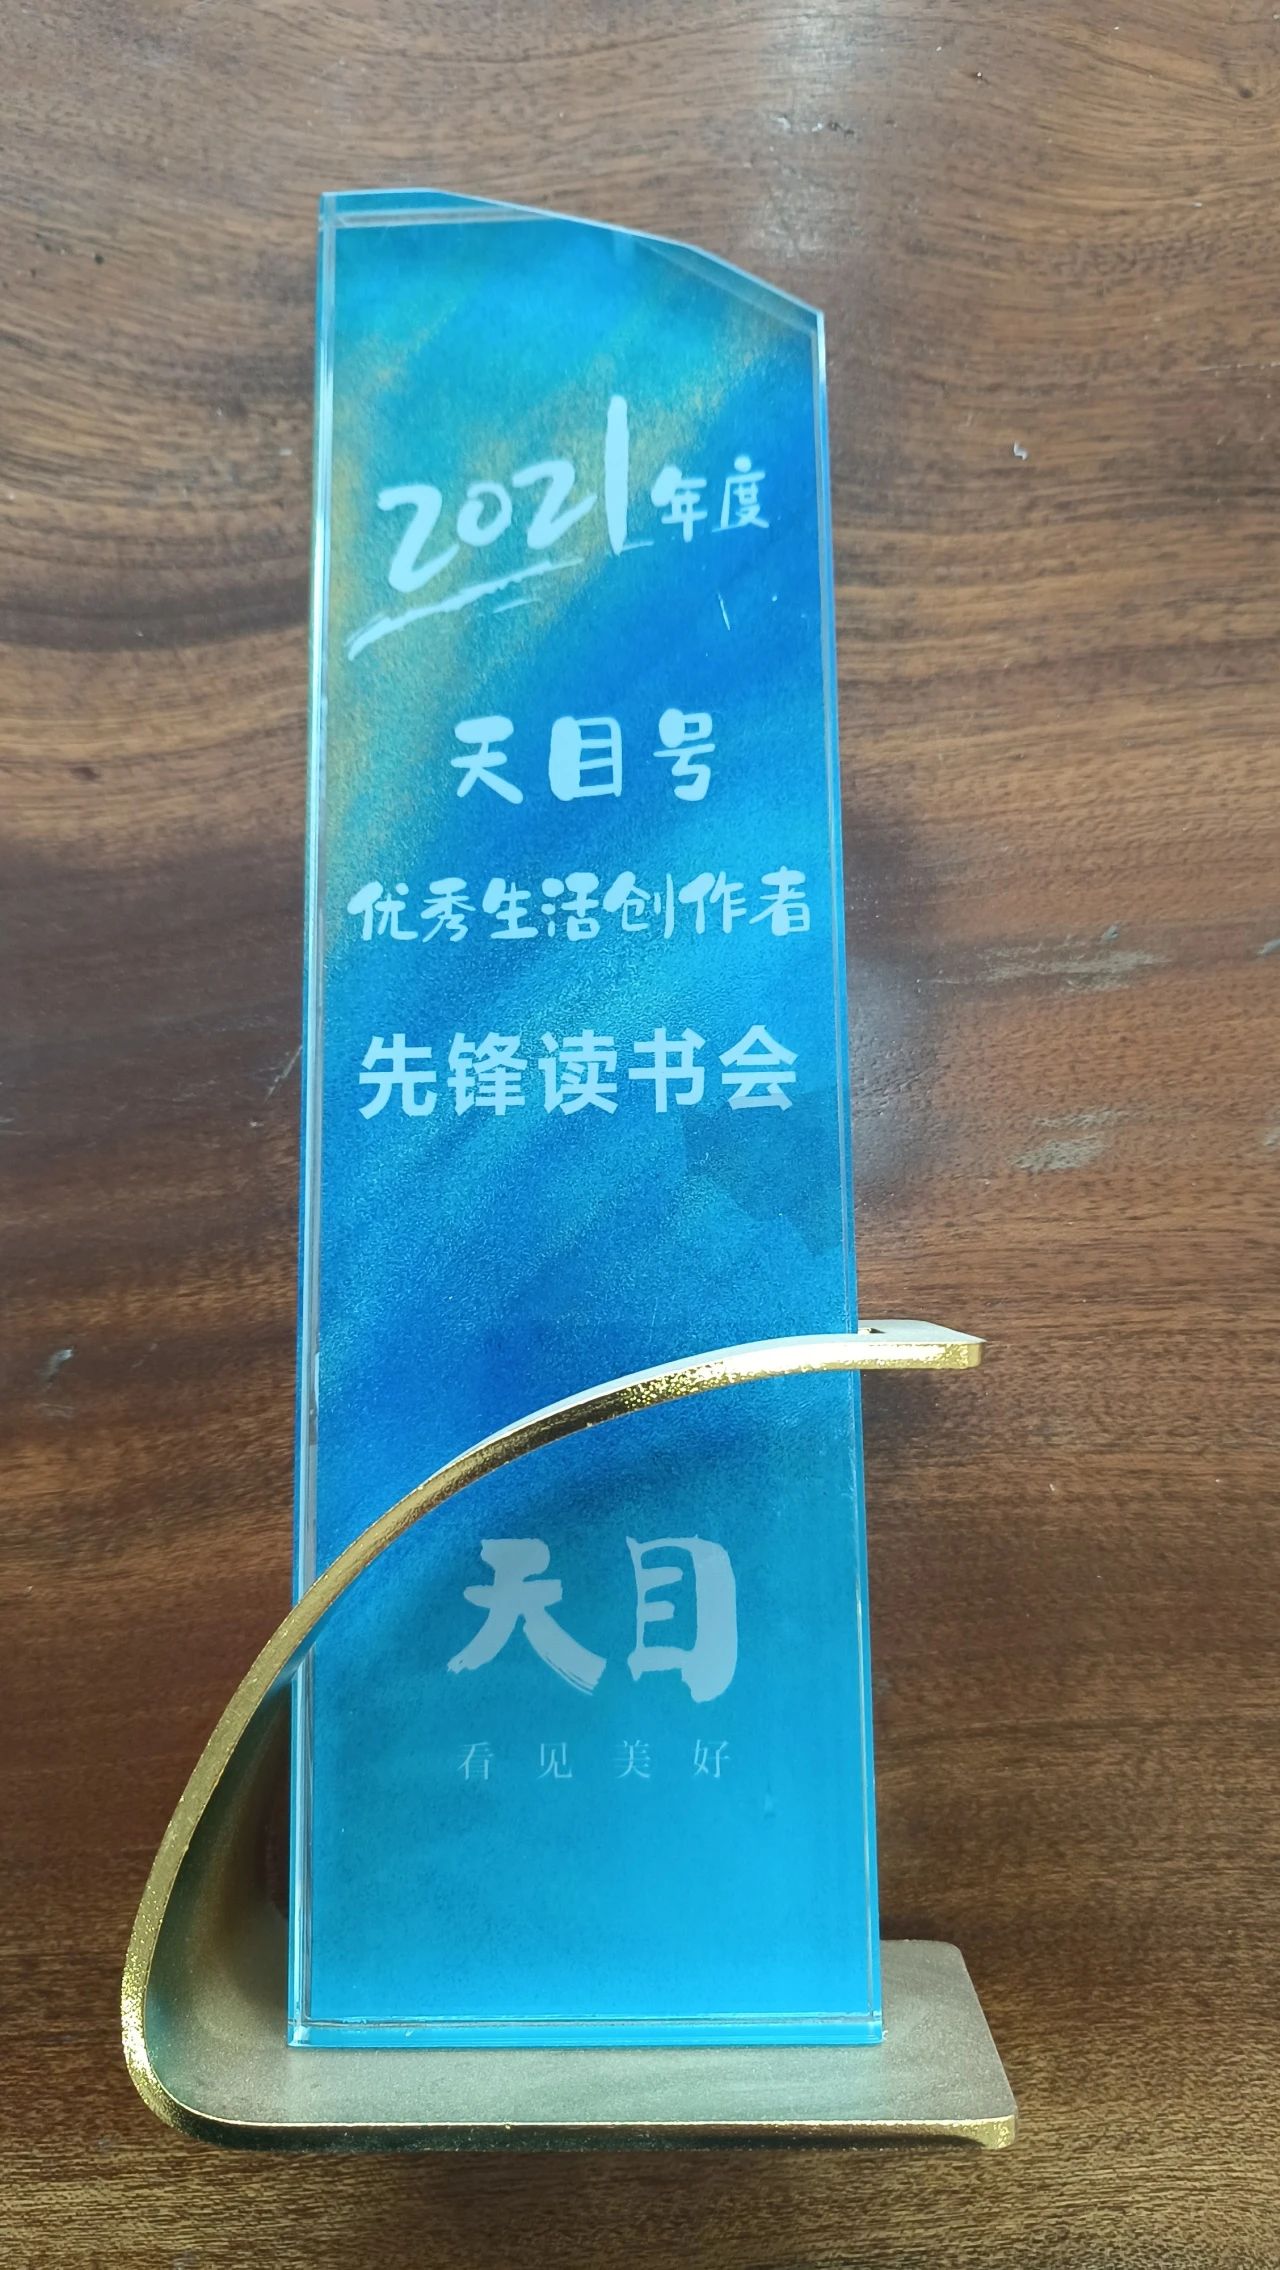 2021年度
天目号
优秀生活创作者
先锋读书会
天目
看见美好